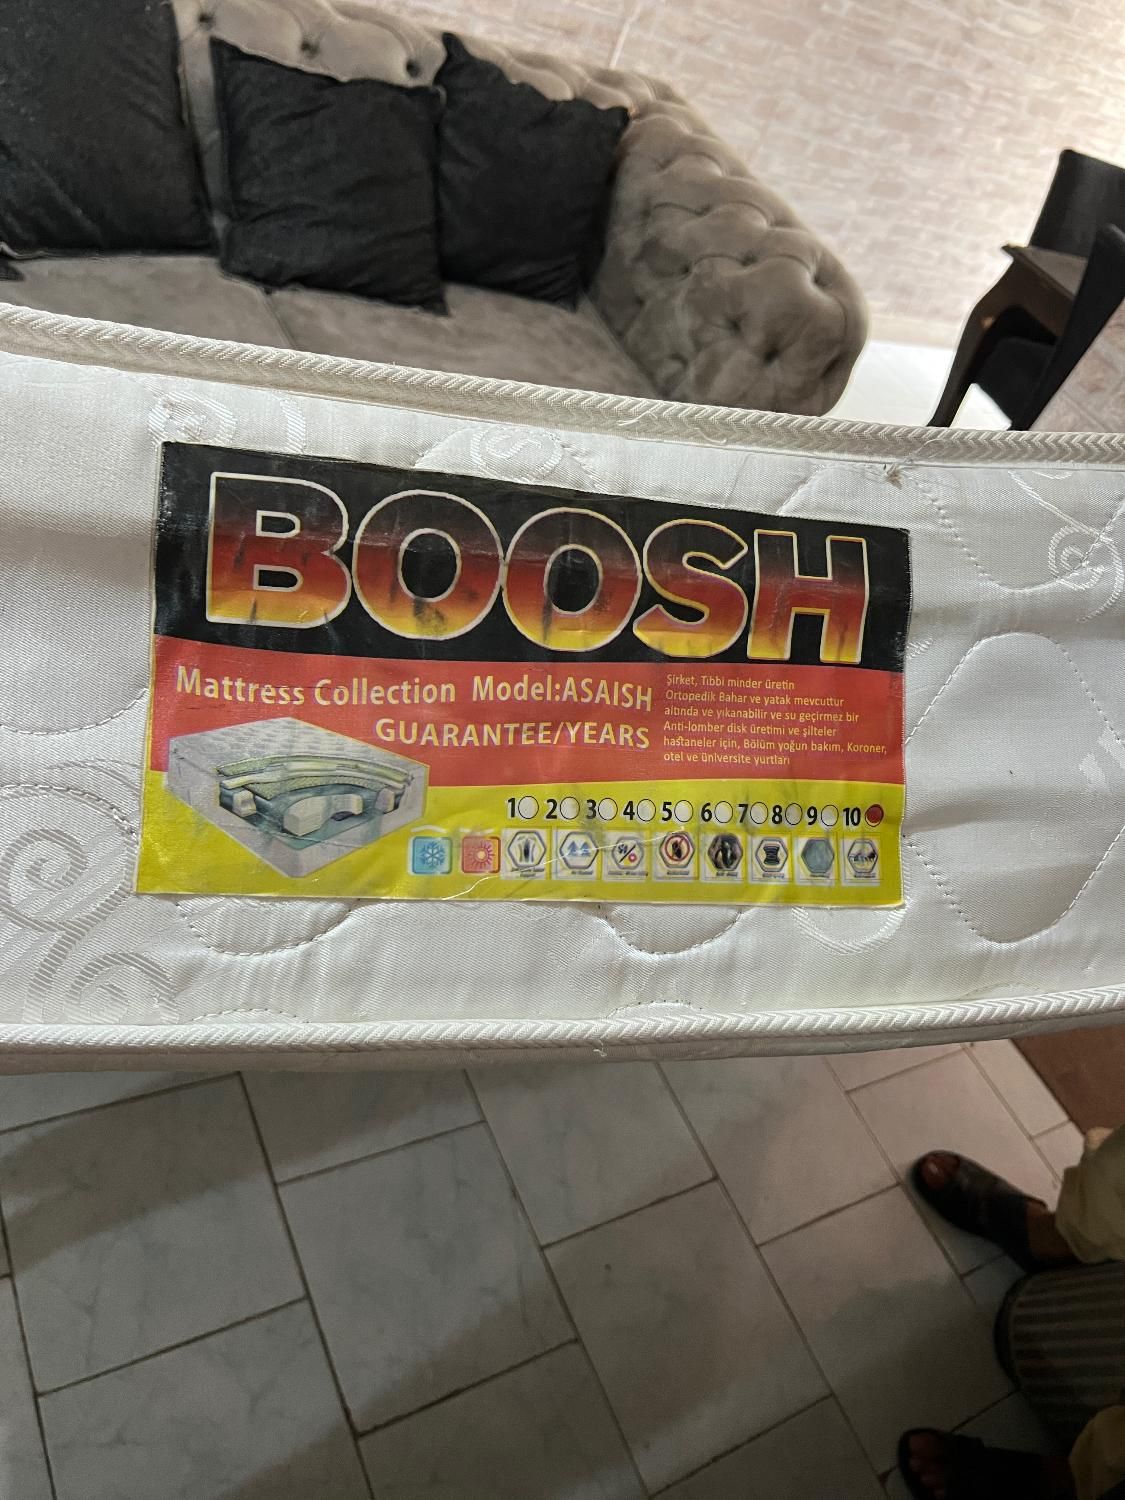 BOOSH
Mattress Collection Model:ASAISH
GUARANTEE/YEARS
Şirket, Tıbbi minder üretin
Ortopedik Bahar ve yatak mevcuttur
altında ve yıkanabilir ve su geçirmez bir
Anti-lomber disk üretimi ve şilteler
hastaneler için, Bölüm yoğun bakım, Koroner,
otel ve üniversite yurtları
1 2 3 4 5 6 7 8 9 10